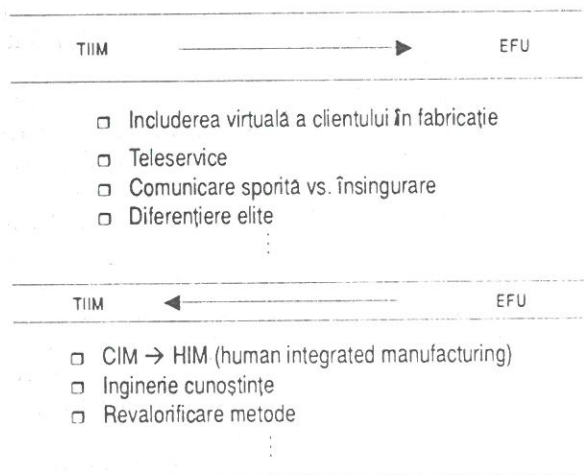 TIIM → EFU
□ Includerea virtuală a clientului în fabricație
□ Teleservice
□ Comunicare sporită vs. însingurare
□ Diferențiere elite
⋮
TIIM ← EFU
□ CIM → HIM (human integrated manufacturing)
□ Inginerie cunoștințe
□ Revalorificare metode
⋮